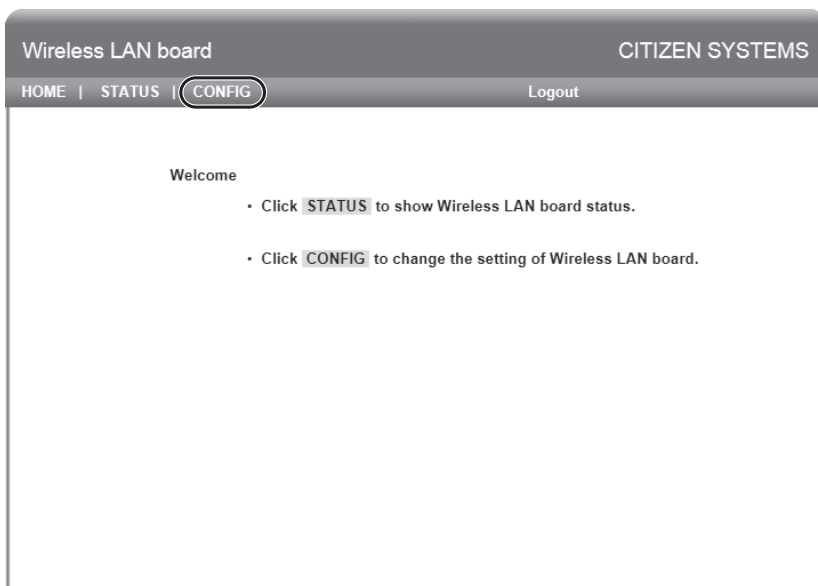 Wireless LAN board CITIZEN SYSTEMS
HOME | STATUS | CONFIG Logout
Welcome
• Click STATUS to show Wireless LAN board status.
• Click CONFIG to change the setting of Wireless LAN board.